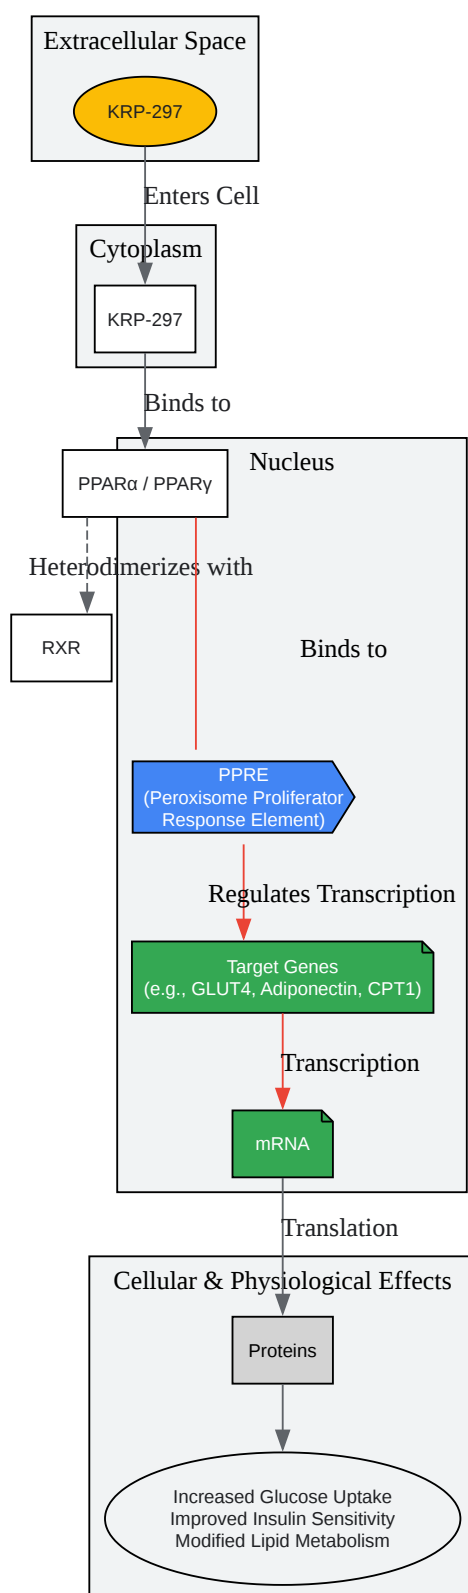 Extracellular Space
KRP-297
Enters Cell
Cytoplasm
KRP-297
Binds to
Nucleus
PPARα / PPARγ
Heterodimerizes with
RXR
Binds to
PPRE
(Peroxisome Proliferator
Response Element)
Regulates Transcription
Target Genes
(e.g., GLUT4, Adiponectin, CPT1)
Transcription
mRNA
Translation
Cellular & Physiological Effects
Proteins
Increased Glucose Uptake
Improved Insulin Sensitivity
Modified Lipid Metabolism